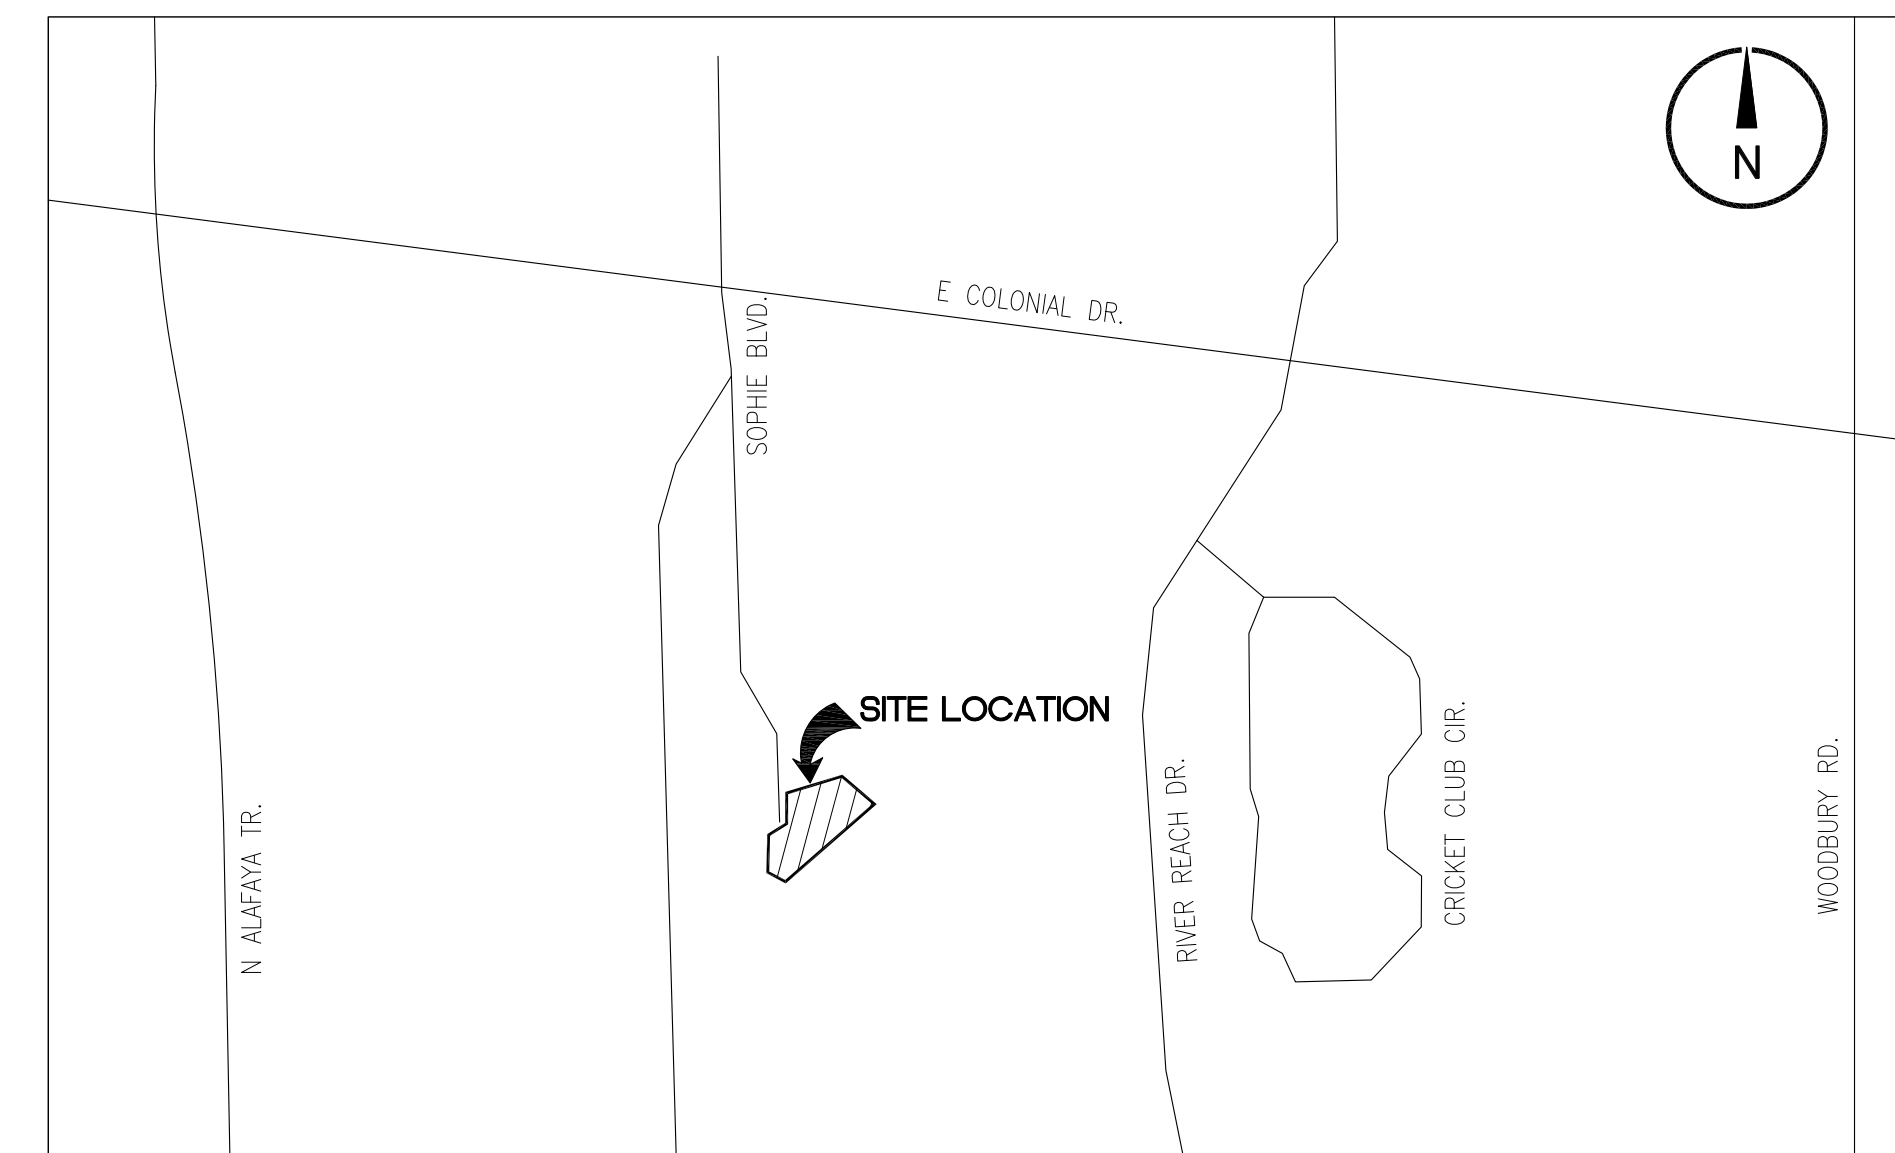 N
E COLONIAL DR.
SOPHIE BLVD.
SITE LOCATION
N ALAFAYA TR.
RIVER REACH DR.
CRICKET CLUB CIR.
WOODBURY RD.